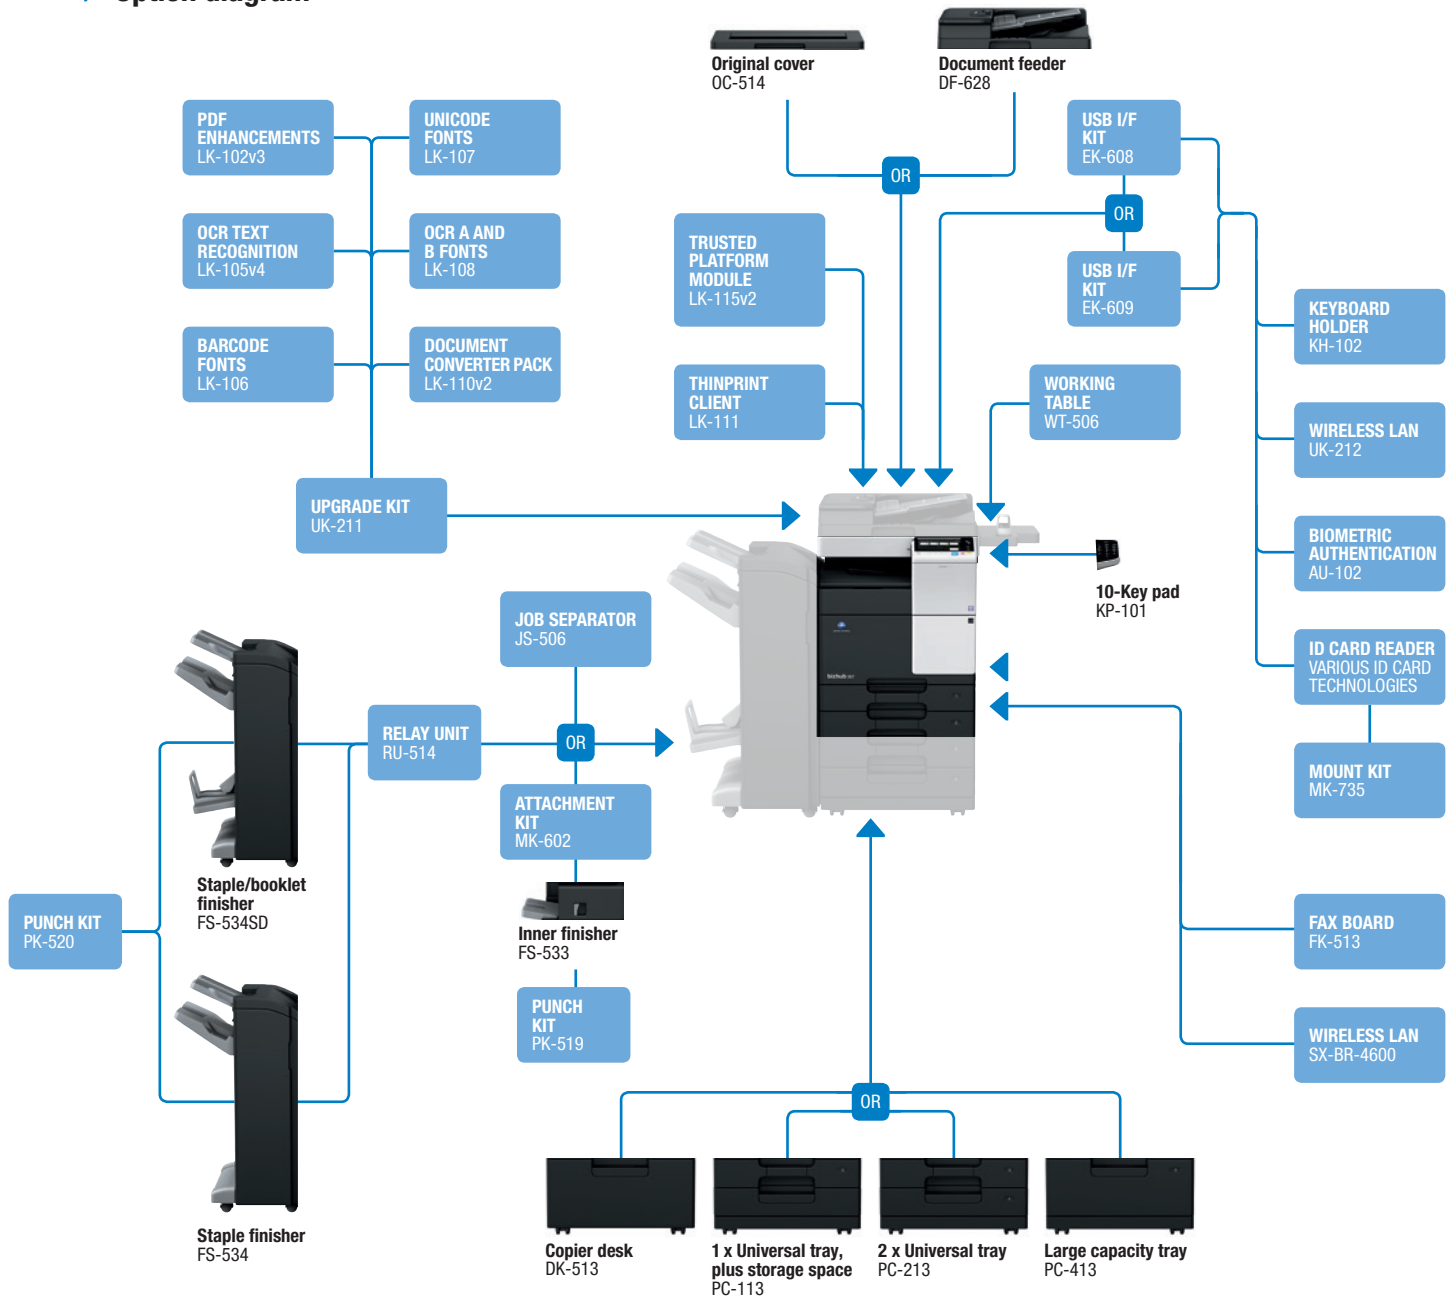 Option diagram
Original cover
OC-514
Document feeder
DF-628
PDF
ENHANCEMENTS
LK-102v3
UNICODE
FONTS
LK-107
USB I/F
KIT
EK-608
OR
OR
OCR TEXT
RECOGNITION
LK-105v4
OCR A AND
B FONTS
LK-108
TRUSTED
PLATFORM
MODULE
LK-115v2
USB I/F
KIT
EK-609
KEYBOARD
HOLDER
KH-102
BARCODE
FONTS
LK-106
DOCUMENT
CONVERTER PACK
LK-110v2
THINPRINT
CLIENT
LK-111
WORKING
TABLE
WT-506
WIRELESS LAN
UK-212
UPGRADE KIT
UK-211
BIOMETRIC
AUTHENTICATION
AU-102
10-Key pad
KP-101
JOB SEPARATOR
JS-506
ID CARD READER
VARIOUS ID CARD
TECHNOLOGIES
bizhub
RELAY UNIT
RU-514
OR
MOUNT KIT
MK-735
ATTACHMENT
KIT
MK-602
Staple/booklet
finisher
FS-534SD
PUNCH KIT
PK-520
Inner finisher
FS-533
FAX BOARD
FK-513
PUNCH
KIT
PK-519
WIRELESS LAN
SX-BR-4600
OR
Staple finisher
FS-534
Copier desk
DK-513
1 x Universal tray,
plus storage space
PC-113
2 x Universal tray
PC-213
Large capacity tray
PC-413